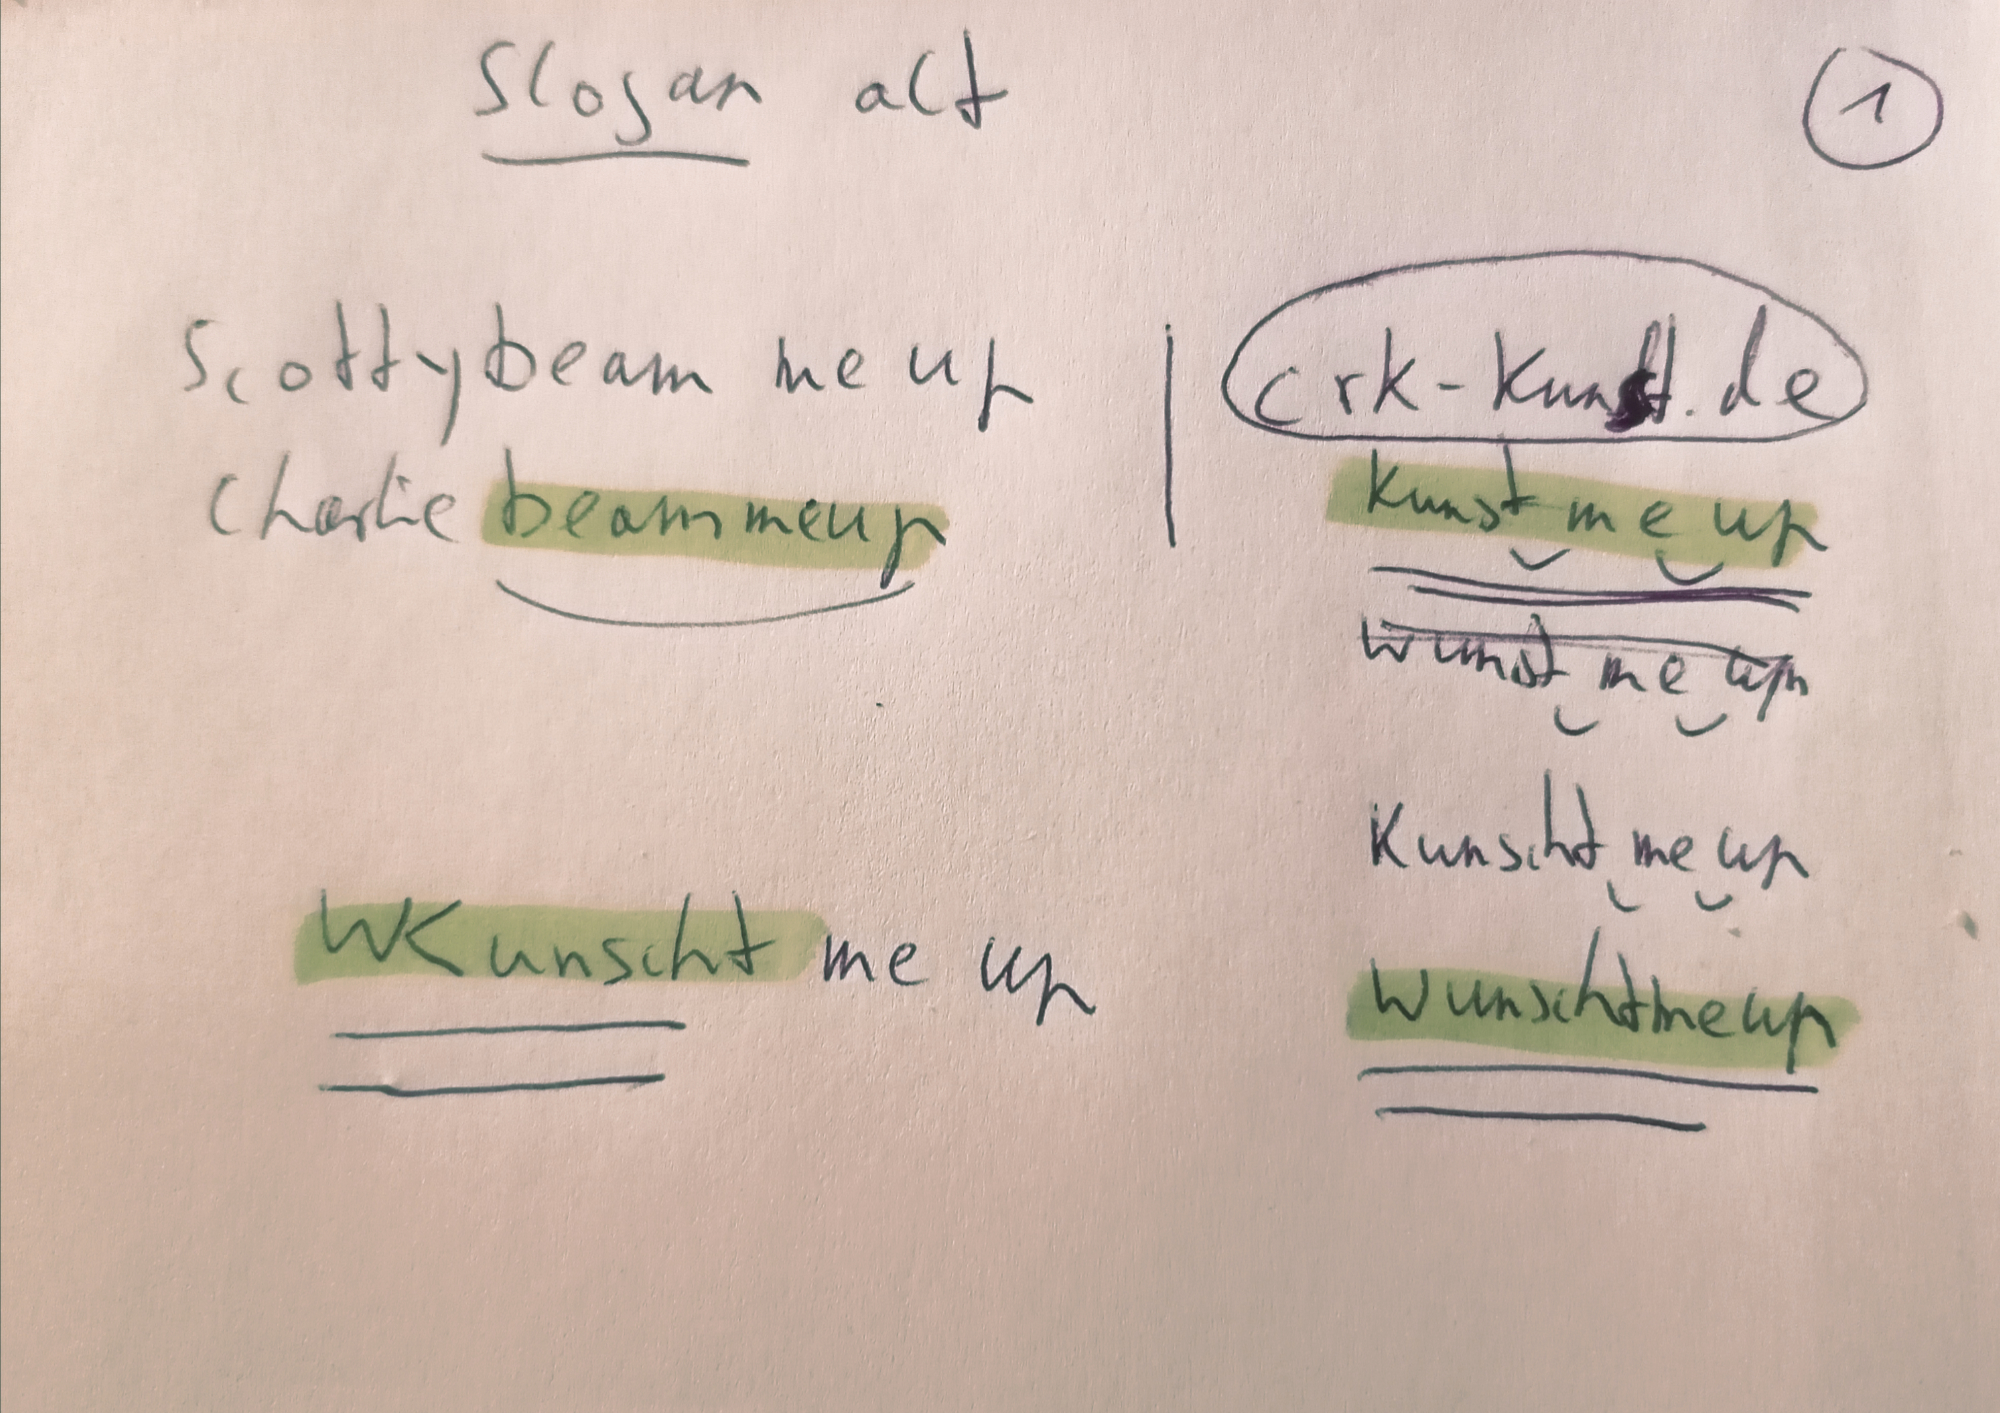 Slogan alt
1
Scottybeam me up
Charlie beammeup
WKunscht me up
crk-Kunst.de
Kunst me up
Wunst me up
Kunscht me up
Wunschtmeup